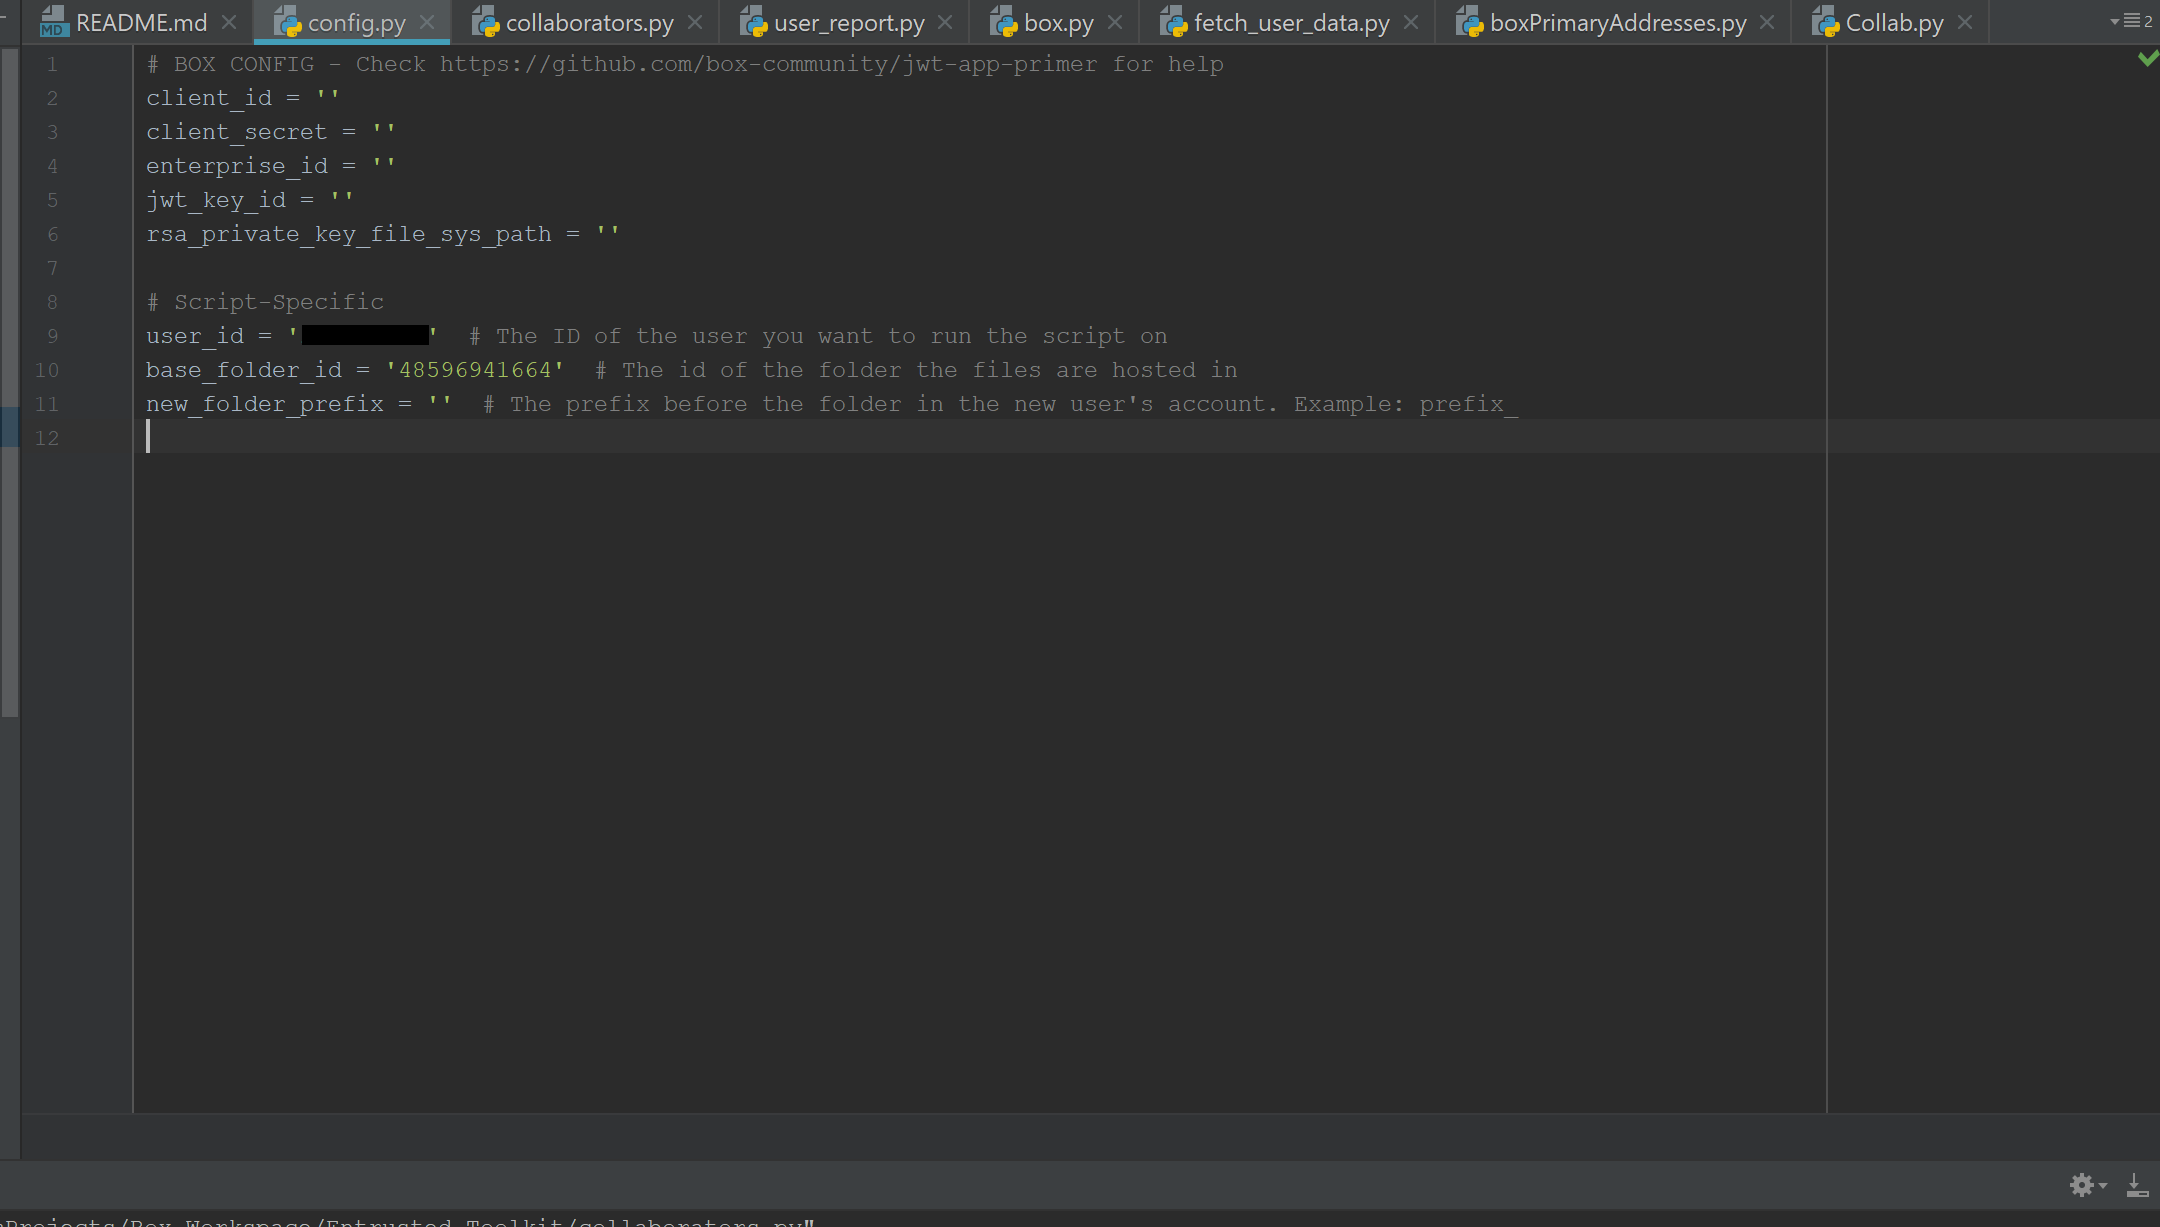 README.md config.py collaborators.py user_report.py box.py fetch_user_data.py boxPrimaryAddresses.py Collab.py 2
1 # BOX CONFIG - Check https://github.com/box-community/jwt-app-primer for help
2 client_id = ''
3 client_secret = ''
4 enterprise_id = ''
5 jwt_key_id = ''
6 rsa_private_key_file_sys_path = ''
7
8 # Script-Specific
9 user_id = '' # The ID of the user you want to run the script on
10 base_folder_id = '48596941664' # The id of the folder the files are hosted in
11 new_folder_prefix = '' # The prefix before the folder in the new user's account. Example: prefix_
12
Projects/Box Workspace/Entrusted Toolkit/collaborators.py"